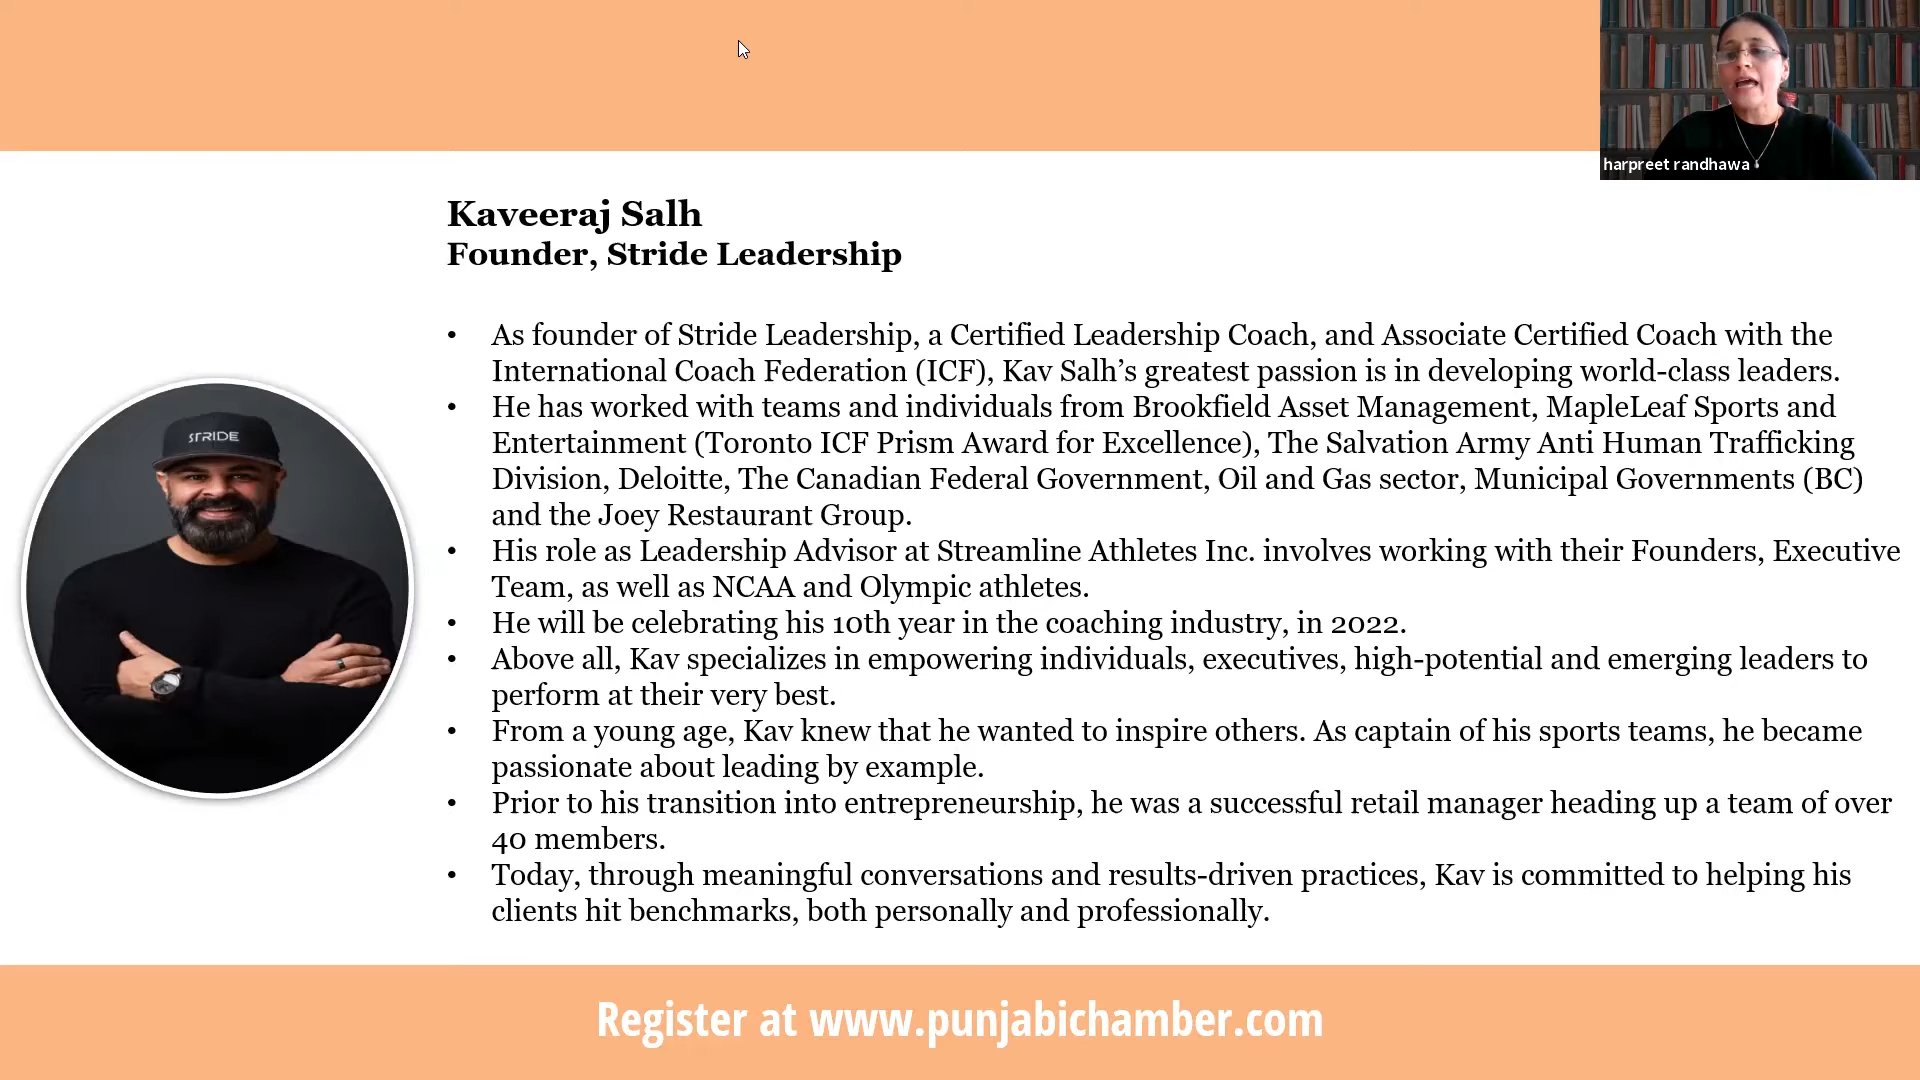 harpreet randhawa
Kaveeraj Salh
Founder, Stride Leadership
• As founder of Stride Leadership, a Certified Leadership Coach, and Associate Certified Coach with the
International Coach Federation (ICF), Kav Salh’s greatest passion is in developing world-class leaders.
• He has worked with teams and individuals from Brookfield Asset Management, MapleLeaf Sports and
Entertainment (Toronto ICF Prism Award for Excellence), The Salvation Army Anti Human Trafficking
Division, Deloitte, The Canadian Federal Government, Oil and Gas sector, Municipal Governments (BC)
and the Joey Restaurant Group.
• His role as Leadership Advisor at Streamline Athletes Inc. involves working with their Founders, Executive
Team, as well as NCAA and Olympic athletes.
• He will be celebrating his 10th year in the coaching industry, in 2022.
• Above all, Kav specializes in empowering individuals, executives, high-potential and emerging leaders to
perform at their very best.
• From a young age, Kav knew that he wanted to inspire others. As captain of his sports teams, he became
passionate about leading by example.
• Prior to his transition into entrepreneurship, he was a successful retail manager heading up a team of over
40 members.
• Today, through meaningful conversations and results-driven practices, Kav is committed to helping his
clients hit benchmarks, both personally and professionally.
STRIDE
Register at www.punjabichamber.com